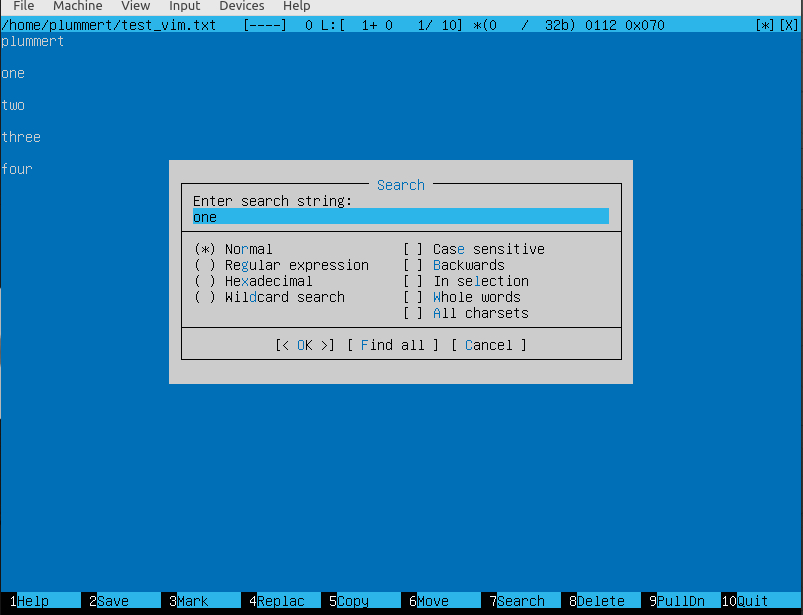 File Machine View Input Devices Help
/home/plummert/test_vim.txt [----] 0 L:[ 1+ 0 1/ 10] *(0 / 32b) 0112 0x070 [*][X]
plummert
one
two
three
four
Search
Enter search string:
one
(*) Normal [ ] Case sensitive
( ) Regular expression [ ] Backwards
( ) Hexadecimal [ ] In selection
( ) Wildcard search [ ] Whole words
[ ] All charsets
[< OK >] [ Find all ] [ Cancel ]
1Help 2Save 3Mark 4Replac 5Copy 6Move 7Search 8Delete 9PullDn 10Quit